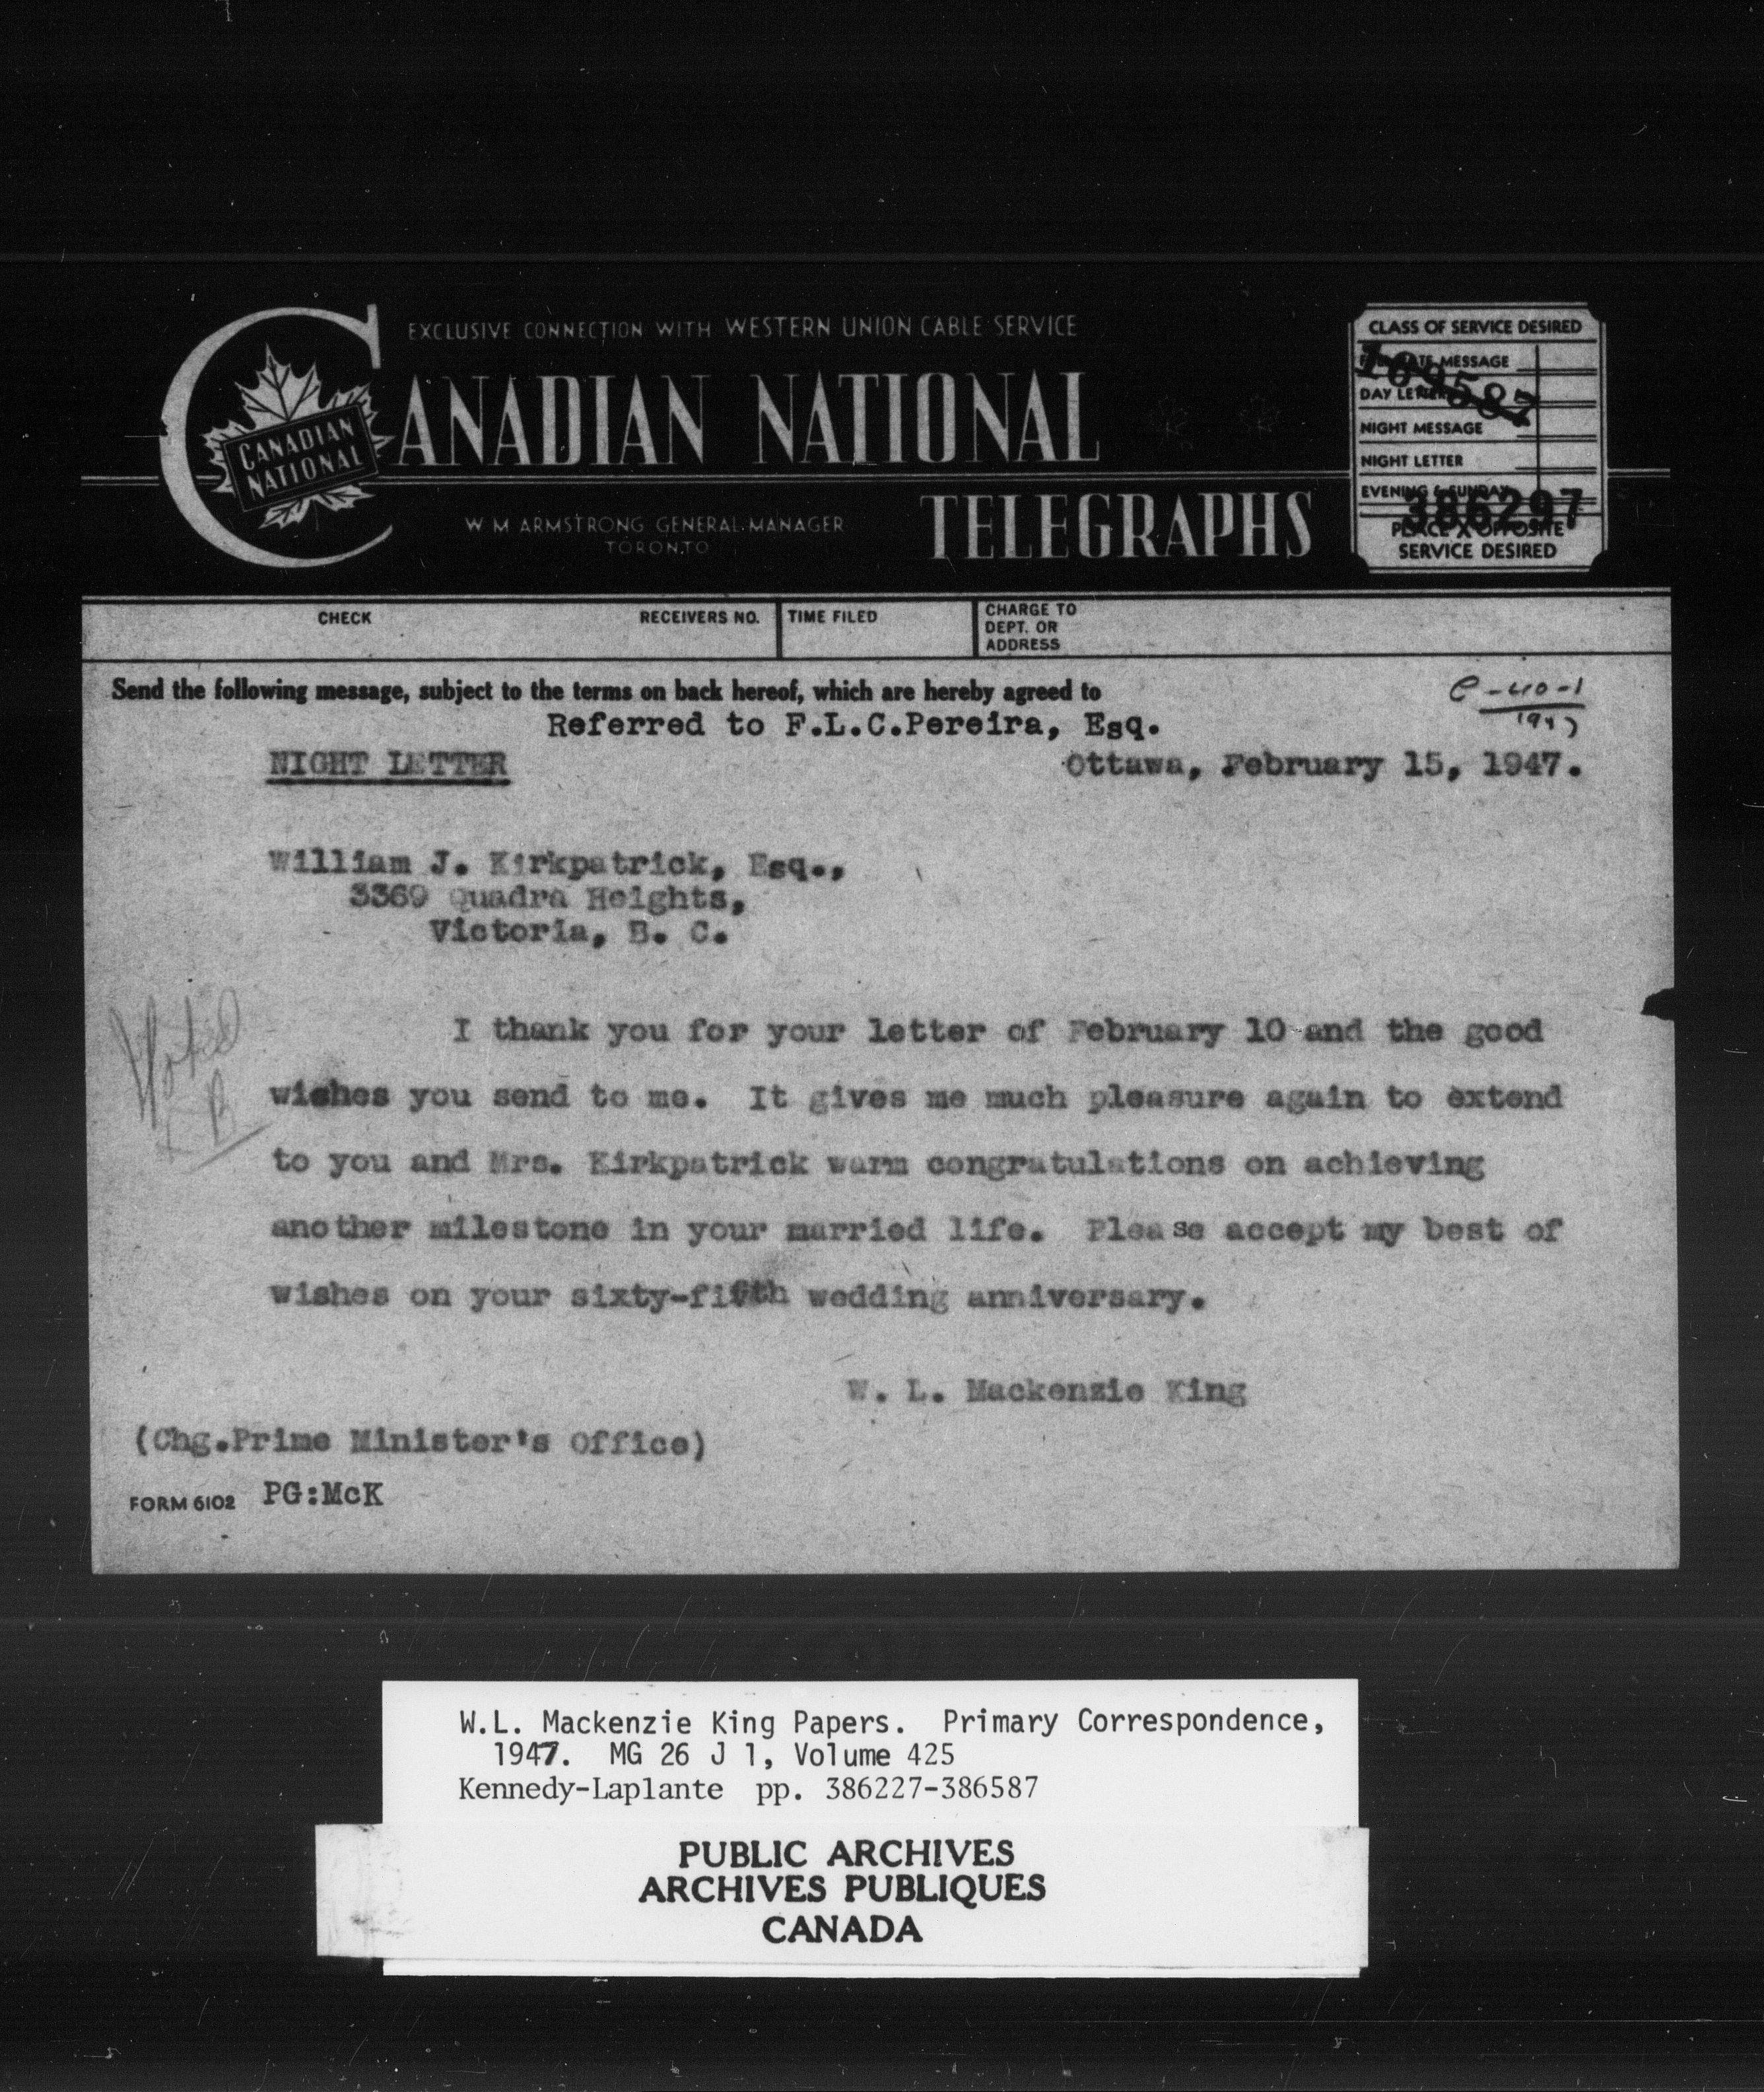 EXCLUSIVE CONNECTION WITH WESTERN UNION CABLE SERVICE
CANADIAN NATIONAL
CANADIAN
NATIONAL
TELEGRAPHS
W M ARMSTRONG GENERAL MANAGER
TORONTO
CLASS OF SERVICE DESIRED
MESSAGE
DAY LETTER
NIGHT MESSAGE
NIGHT LETTER
EVENING & SUNDAY
386297
PLACE X OPPOSITE
SERVICE DESIRED
CHECK RECEIVERS NO. TIME FILED CHARGE TO
DEPT. OR
ADDRESS
Send the following message, subject to the terms on back hereof, which are hereby agreed to
Referred to F.L.C.Pereira, Esq.
NIGHT LETTER Ottawa, February 15, 1947.
William J. Kirkpatrick, Esq.,
3369 Quadra Heights,
Victoria, B. C.
I thank you for your letter of February 10 and the good
wishes you send to me. It gives me much pleasure again to extend
to you and Mrs. Kirkpatrick warm congratulations on achieving
another milestone in your married life. Please accept my best of
wishes on your sixty-fifth wedding anniversary.
W. L. Mackenzie King
(Chg.Prime Minister's Office)
FORM 6102 PG:McK
W.L. Mackenzie King Papers. Primary Correspondence,
1947. MG 26 J 1, Volume 425
Kennedy-Laplante pp. 386227-386587
PUBLIC ARCHIVES
ARCHIVES PUBLIQUES
CANADA